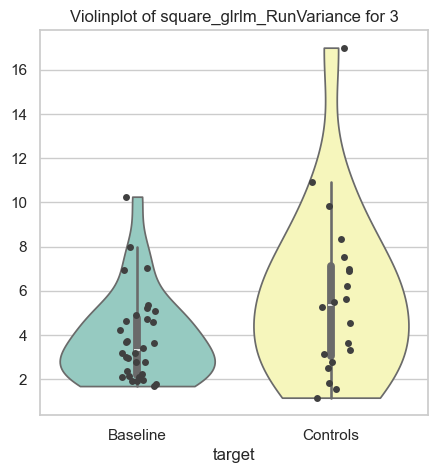 Violinplot of square_glrlm_RunVariance for 3
16
14
12
10
8
6
4
2
Baseline Controls
target